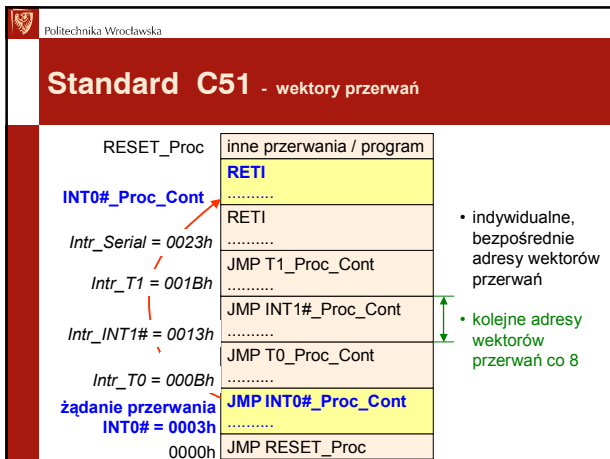 Politechnika Wrocławska
Standard C51 - wektory przerwań
RESET_Proc
inne przerwania / program
RETI
INT0#_Proc_Cont
..........
RETI
Intr_Serial = 0023h
..........
JMP T1_Proc_Cont
Intr_T1 = 001Bh
..........
JMP INT1#_Proc_Cont
Intr_INT1# = 0013h
..........
JMP T0_Proc_Cont
Intr_T0 = 000Bh
..........
żądanie przerwania
JMP INT0#_Proc_Cont
INT0# = 0003h
..........
0000h
JMP RESET_Proc
• indywidualne,
bezpośrednie
adresy wektorów
przerwań
• kolejne adresy
wektorów
przerwań co 8